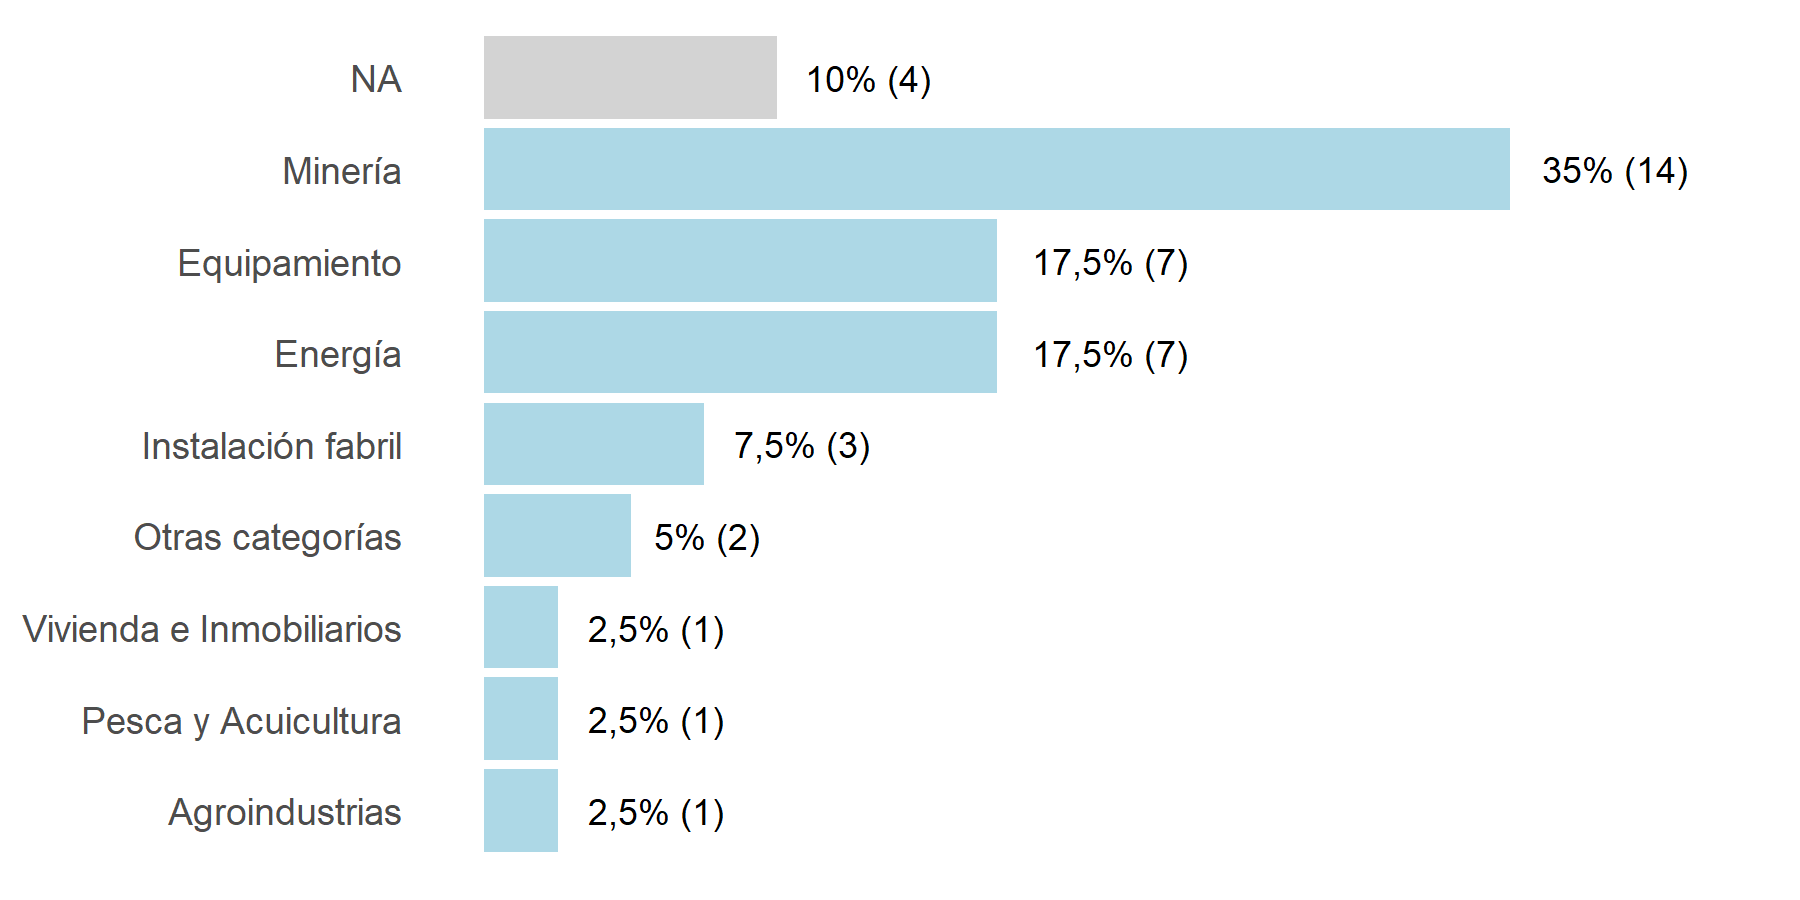 NA 10% (4)
Minería 35% (14)
Equipamiento 17,5% (7)
Energía 17,5% (7)
Instalación fabril 7,5% (3)
Otras categorías 5% (2)
Vivienda e Inmobiliarios 2,5% (1)
Pesca y Acuicultura 2,5% (1)
Agroindustrias 2,5% (1)